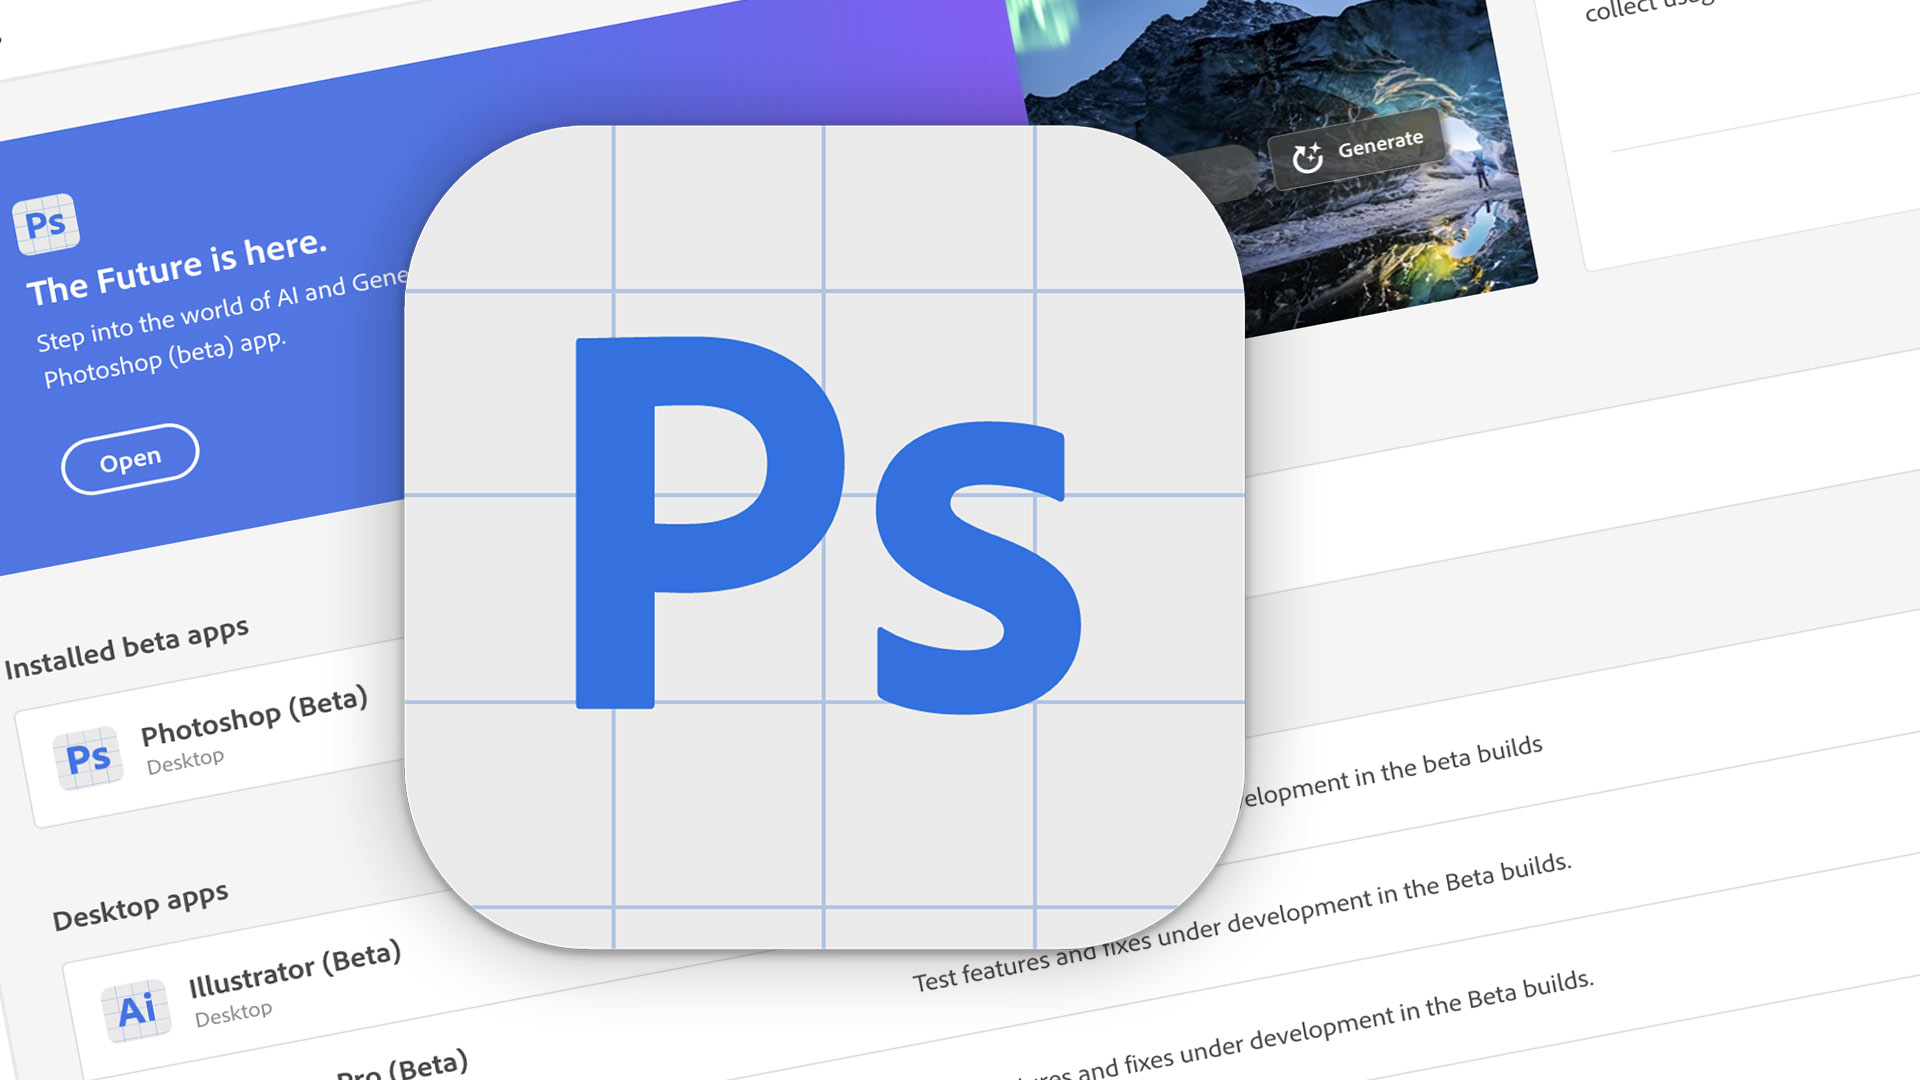 collect
Generate
Ps
The Future is here.
Step into the world of AI and
Photoshop (beta) app.
Open
Ps
Installed beta apps
Ps
Photoshop (Beta)
Desktop
development in the beta builds
Desktop apps
Ai
Illustrator (Beta)
Desktop
Test features and fixes under development in the Beta builds.
Pro (Beta)
and fixes under development in the Beta builds.